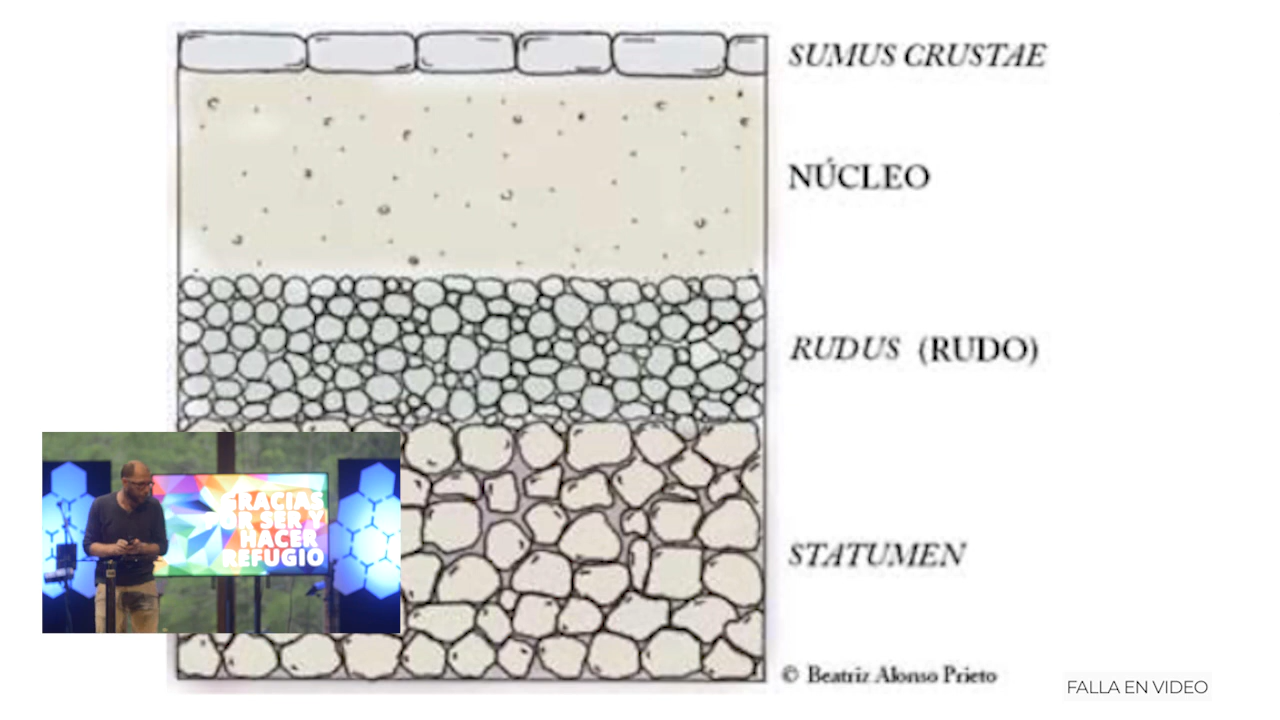 SUMUS CRUSTAE
NÚCLEO
RUDUS (RUDO)
STATUMEN
© Beatriz Alonso Prieto
FALLA EN VIDEO
GRACIAS
POR SER Y
HACER
REFUGIO